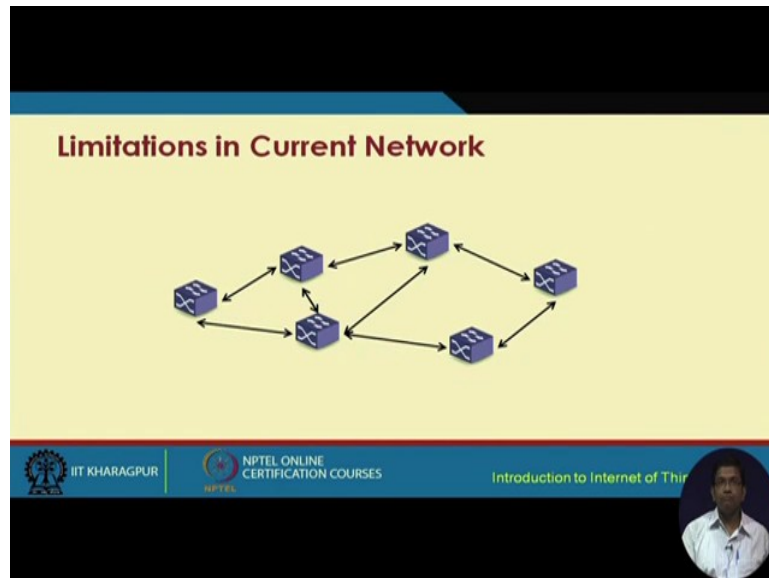 Limitations in Current Network
IIT KHARAGPUR
NPTEL
NPTEL ONLINE
CERTIFICATION COURSES
Introduction to Internet of Thi